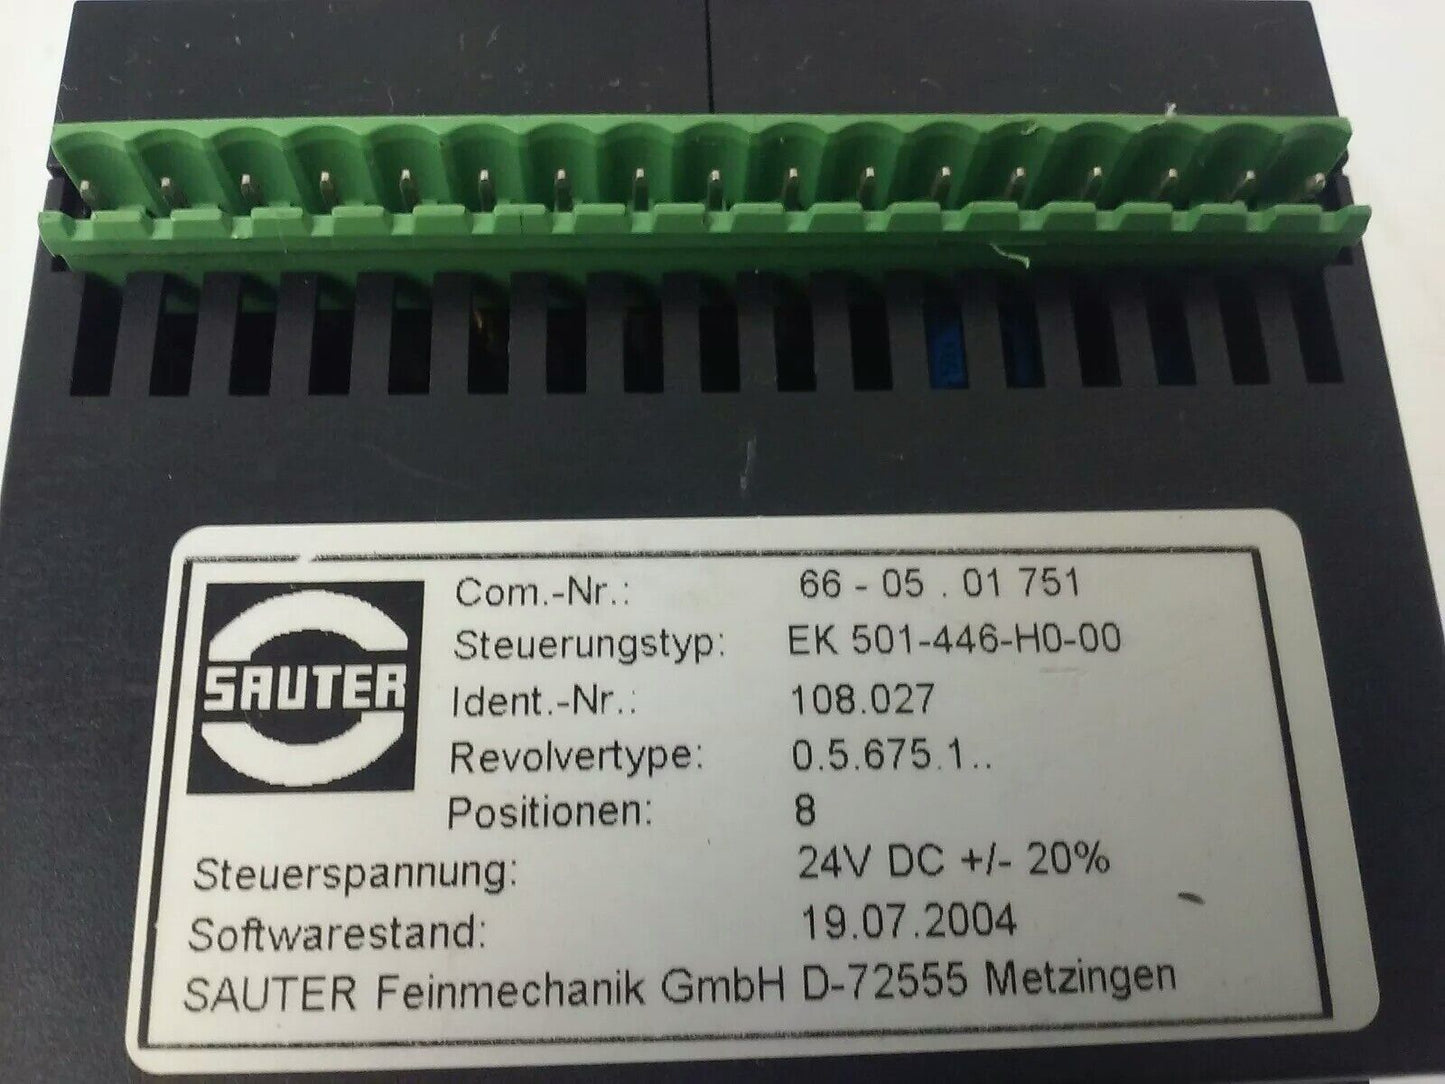 SAUTER
Com.-Nr.: 66 - 05 . 01 751
Steuerungstyp: EK 501-446-H0-00
Ident.-Nr.: 108.027
Revolvertype: 0.5.675.1..
Positionen: 8
Steuerspannung: 24V DC +/- 20%
Softwarestand: 19.07.2004
SAUTER Feinmechanik GmbH D-72555 Metzingen